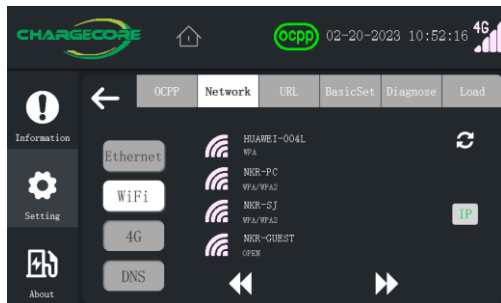 CHARGECORE
ocpp 02-20-2023 10:52:16 4G
OCPP Network URL BasicSet Diagnose Load
Information
Setting
About
Ethernet
WiFi
4G
DNS
HUAWEI-004L
WPA
NKR-PC
WPA/WPA2
NKR-SJ
WPA/WPA2
NKR-GUEST
OPEN
IP